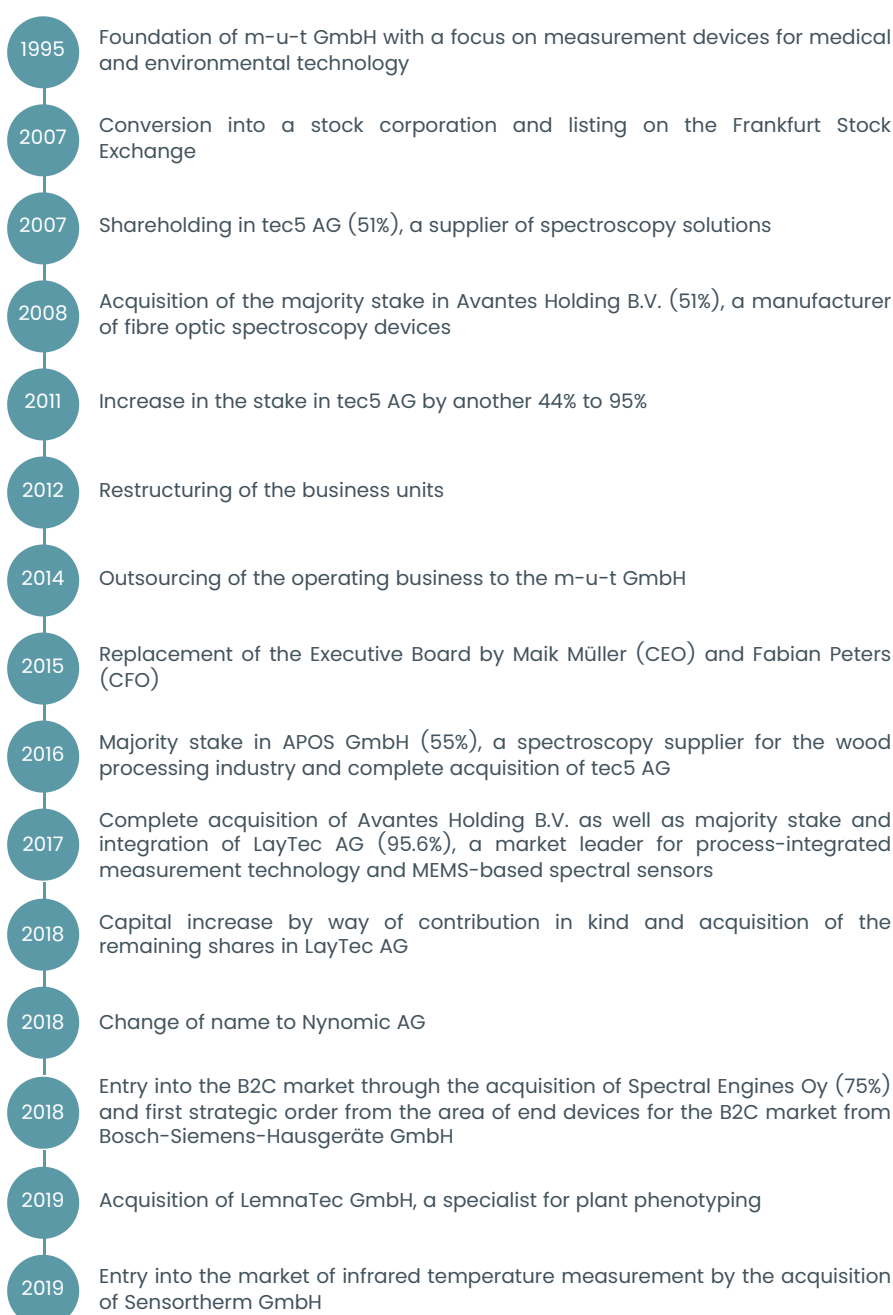 1995
Foundation of m-u-t GmbH with a focus on measurement devices for medical
and environmental technology
2007
Conversion into a stock corporation and listing on the Frankfurt Stock
Exchange
2007
Shareholding in tec5 AG (51%), a supplier of spectroscopy solutions
2008
Acquisition of the majority stake in Avantes Holding B.V. (51%), a manufacturer
of fibre optic spectroscopy devices
2011
Increase in the stake in tec5 AG by another 44% to 95%
2012
Restructuring of the business units
2014
Outsourcing of the operating business to the m-u-t GmbH
2015
Replacement of the Executive Board by Maik Müller (CEO) and Fabian Peters
(CFO)
2016
Majority stake in APOS GmbH (55%), a spectroscopy supplier for the wood
processing industry and complete acquisition of tec5 AG
2017
Complete acquisition of Avantes Holding B.V. as well as majority stake and
integration of LayTec AG (95.6%), a market leader for process-integrated
measurement technology and MEMS-based spectral sensors
2018
Capital increase by way of contribution in kind and acquisition of the
remaining shares in LayTec AG
2018
Change of name to Nynomic AG
2018
Entry into the B2C market through the acquisition of Spectral Engines Oy (75%)
and first strategic order from the area of end devices for the B2C market from
Bosch-Siemens-Hausgeräte GmbH
2019
Acquisition of LemnaTec GmbH, a specialist for plant phenotyping
2019
Entry into the market of infrared temperature measurement by the acquisition
of Sensortherm GmbH